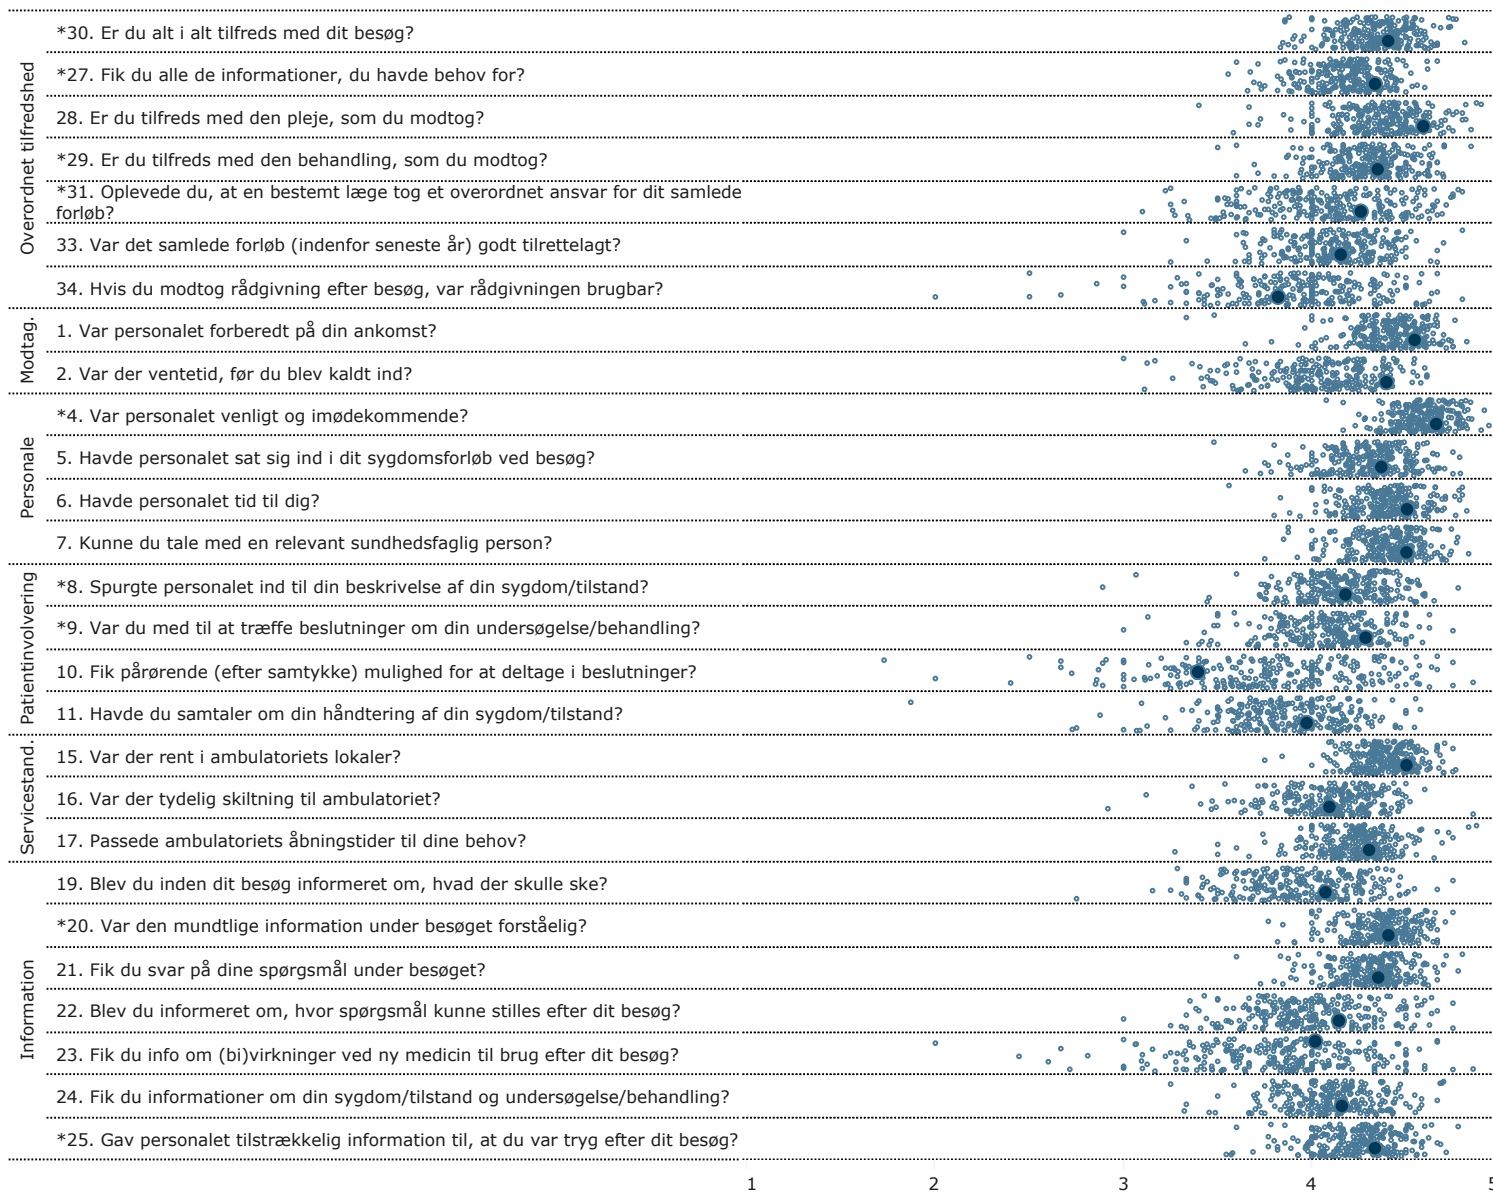 Overordnet tilfredshed
*30. Er du alt i alt tilfreds med dit besøg?
*27. Fik du alle de informationer, du havde behov for?
28. Er du tilfreds med den pleje, som du modtog?
*29. Er du tilfreds med den behandling, som du modtog?
*31. Oplevede du, at en bestemt læge tog et overordnet ansvar for dit samlede
forløb?
33. Var det samlede forløb (indenfor seneste år) godt tilrettelagt?
34. Hvis du modtog rådgivning efter besøg, var rådgivningen brugbar?
Modtag.
1. Var personalet forberedt på din ankomst?
2. Var der ventetid, før du blev kaldt ind?
Personale
*4. Var personalet venligt og imødekommende?
5. Havde personalet sat sig ind i dit sygdomsforløb ved besøg?
6. Havde personalet tid til dig?
7. Kunne du tale med en relevant sundhedsfaglig person?
Patientinvolvering
*8. Spurgte personalet ind til din beskrivelse af din sygdom/tilstand?
*9. Var du med til at træffe beslutninger om din undersøgelse/behandling?
10. Fik pårørende (efter samtykke) mulighed for at deltage i beslutninger?
11. Havde du samtaler om din håndtering af din sygdom/tilstand?
Servicestand.
15. Var der rent i ambulatoriets lokaler?
16. Var der tydelig skiltning til ambulatoriet?
17. Passede ambulatoriets åbningstider til dine behov?
Information
19. Blev du inden dit besøg informeret om, hvad der skulle ske?
*20. Var den mundtlige information under besøget forståelig?
21. Fik du svar på dine spørgsmål under besøget?
22. Blev du informeret om, hvor spørgsmål kunne stilles efter dit besøg?
23. Fik du info om (bi)virkninger ved ny medicin til brug efter dit besøg?
24. Fik du informationer om din sygdom/tilstand og undersøgelse/behandling?
*25. Gav personalet tilstrækkelig information til, at du var tryg efter dit besøg?
1 2 3 4 5